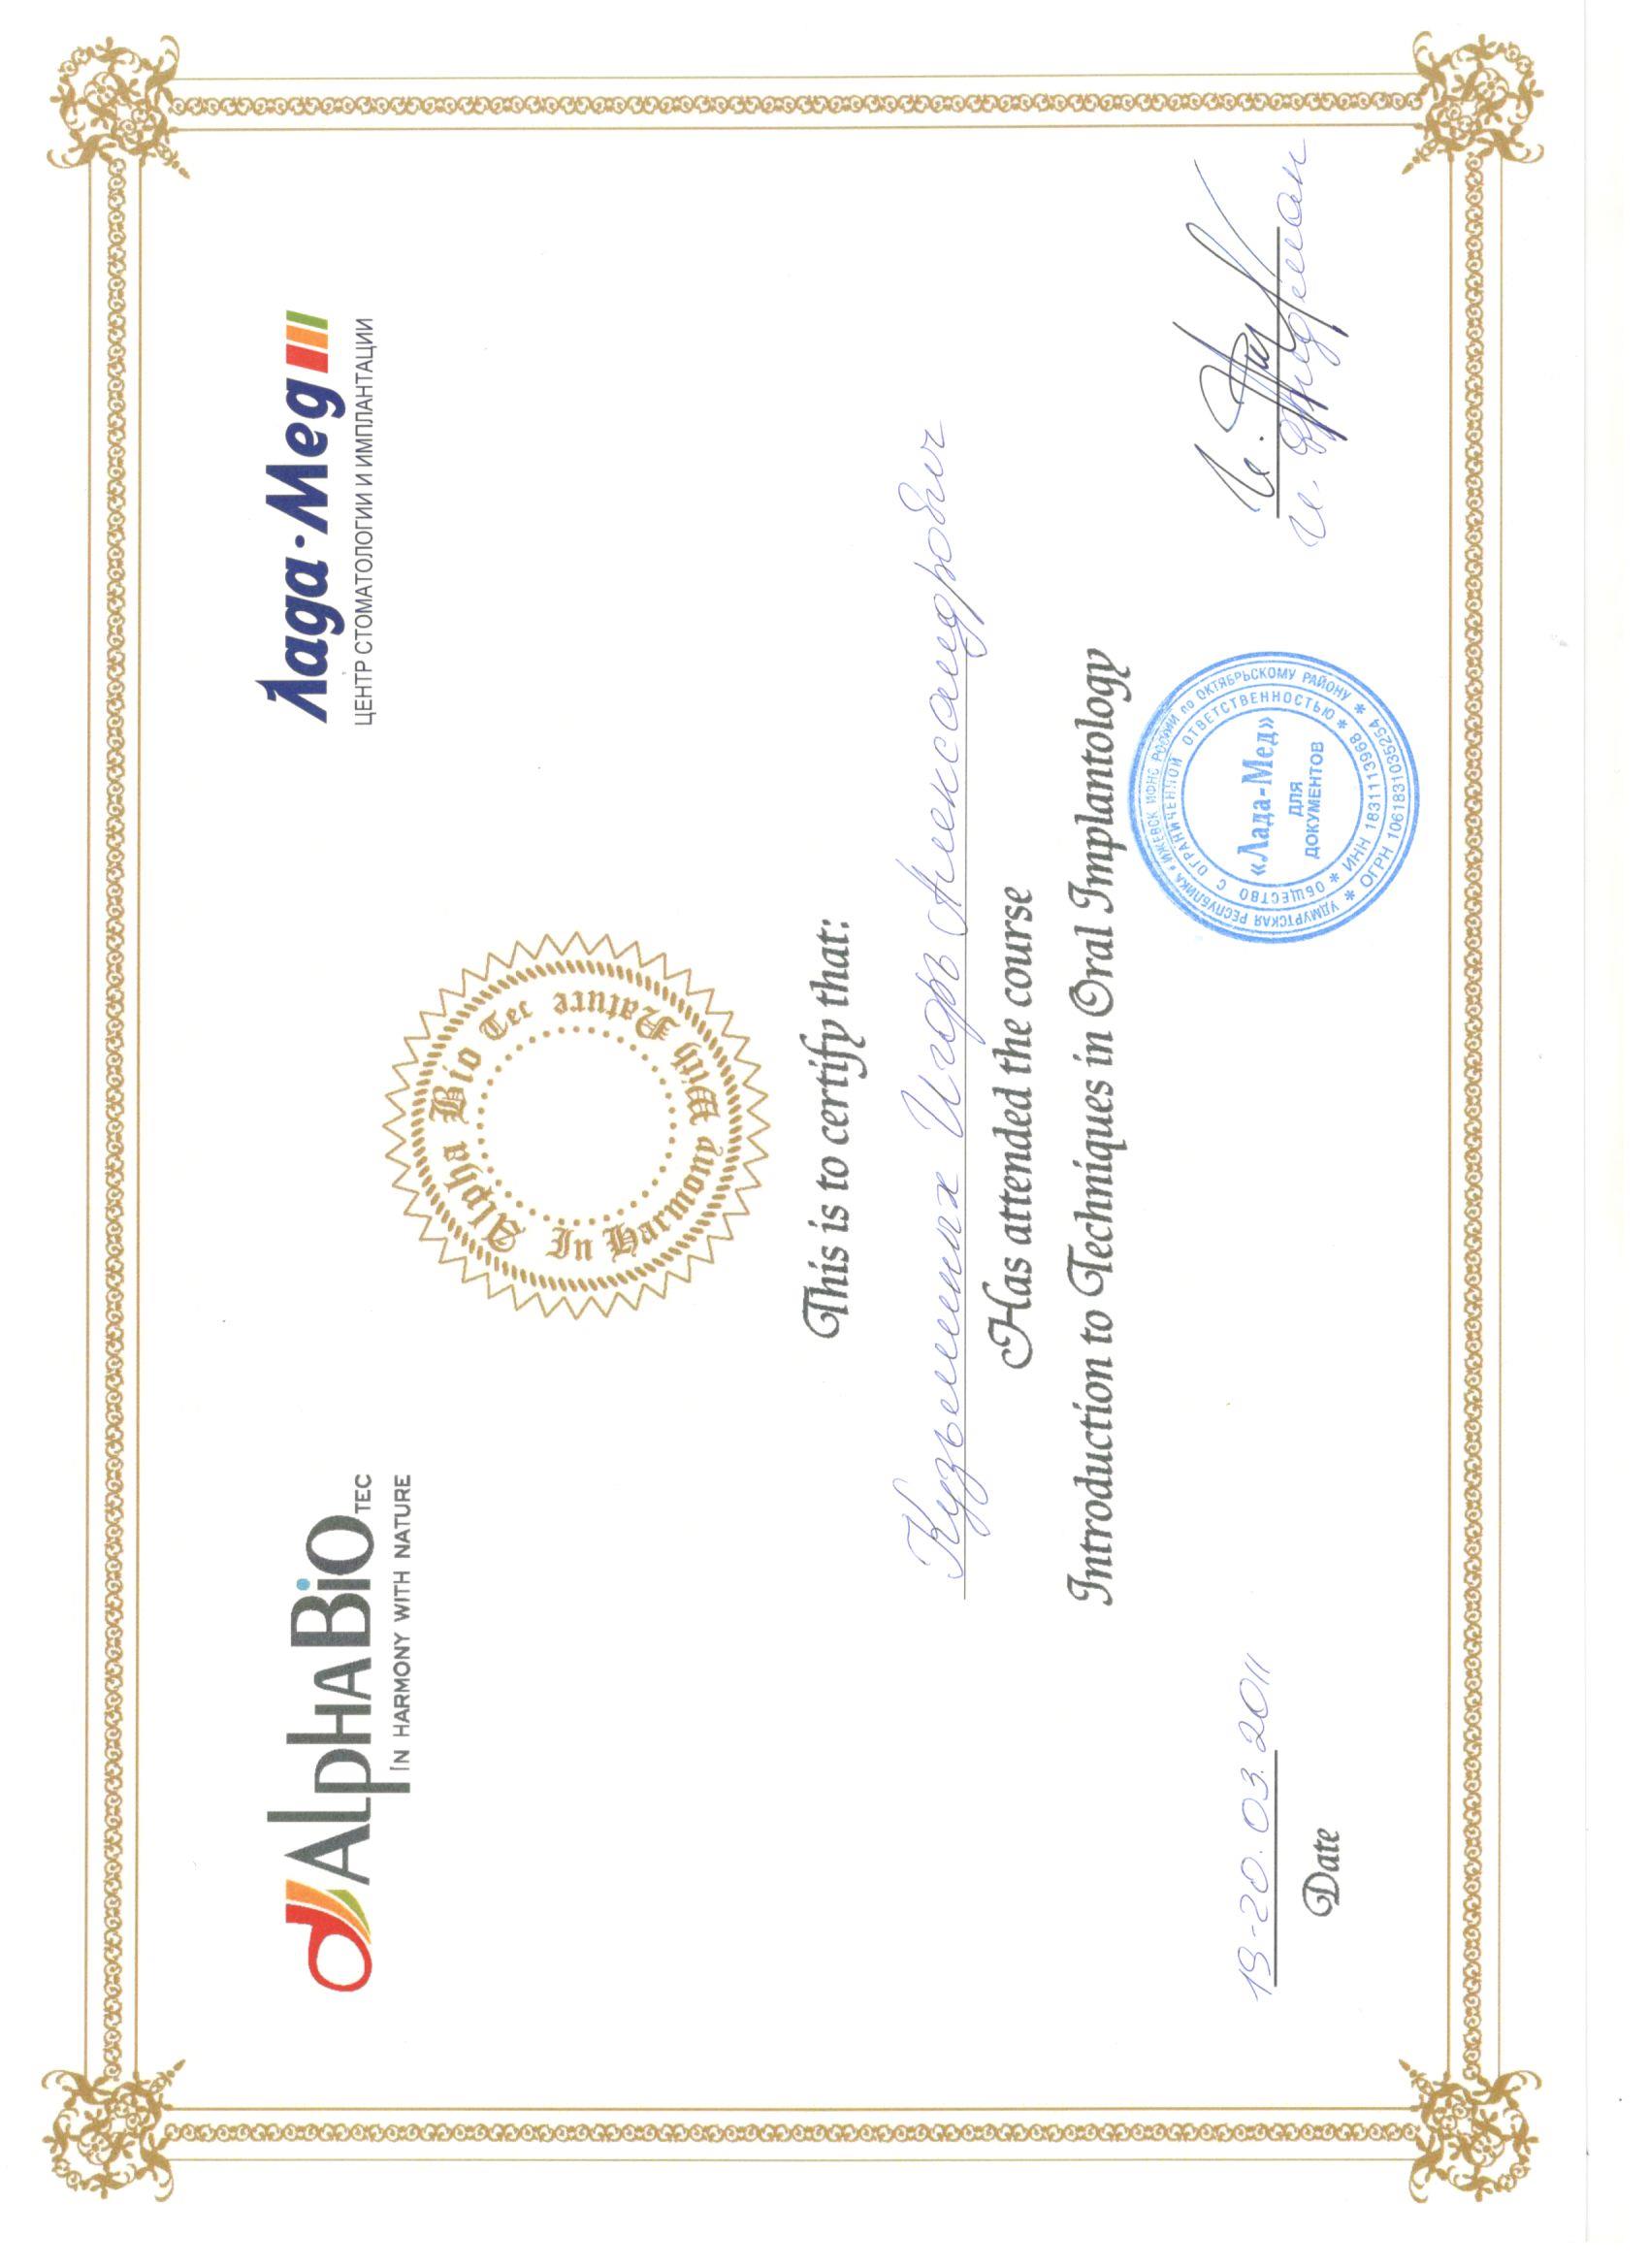 AlphaBio TEC
IN HARMONY WITH NATURE
Лада·Мед
ЦЕНТР СТОМАТОЛОГИИ И ИМПЛАНТАЦИИ
Alpha Bio Tec
In Harmony With Nature
This is to certify that:
Кузьминых Игорь Александрович
Has attended the course
Introduction to Techniques in Oral Implantology
19-20.03.2011
Date
И. Фридман
УДМУРТСКАЯ РЕСПУБЛИКА * ИЖЕВСК ИФНС РОССИИ по ОКТЯБРЬСКОМУ РАЙОНУ * ОГРН 1061831035254 *
ОБЩЕСТВО С ОГРАНИЧЕННОЙ ОТВЕТСТВЕННОСТЬЮ * ИНН 1831113968 *
«Лада-Мед»
ДЛЯ
ДОКУМЕНТОВ